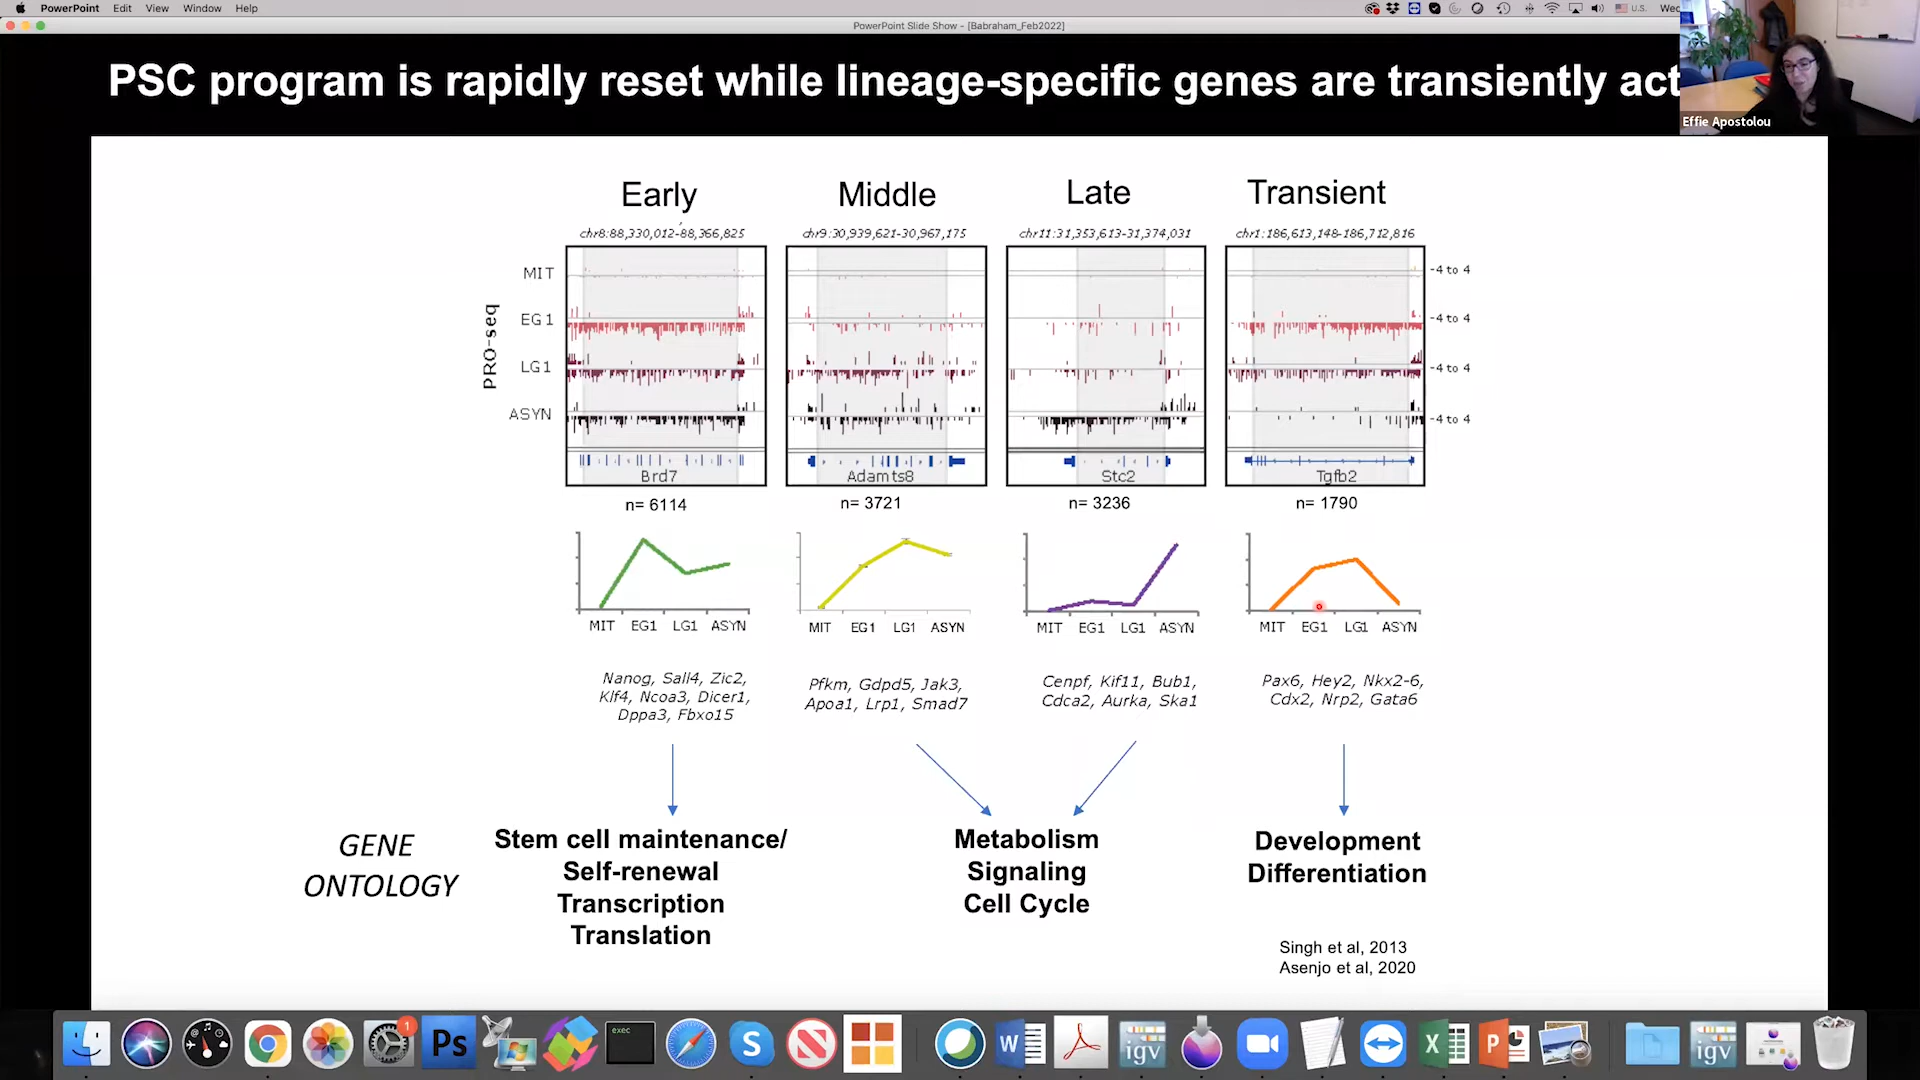 PowerPoint Edit View Window Help
U.S. Wed
PowerPoint Slide Show - [Babraham_Feb2022]
PSC program is rapidly reset while lineage-specific genes are transiently act
Effie Apostolou
Early Middle Late Transient
chr8:88,330,012-88,366,825 chr9:30,939,621-30,967,175 chr11:31,353,613-31,374,031 chr1:186,613,148-186,712,816
PRO-seq
MIT -4 to 4
EG1 -4 to 4
LG1 -4 to 4
ASYN -4 to 4
Brd7 Adamts8 Stc2 Tgfb2
n= 6114 n= 3721 n= 3236 n= 1790
MIT EG1 LG1 ASYN MIT EG1 LG1 ASYN MIT EG1 LG1 ASYN MIT EG1 LG1 ASYN
Nanog, Sall4, Zic2,
Klf4, Ncoa3, Dicer1,
Dppa3, Fbxo15
Pfkm, Gdpd5, Jak3,
Apoa1, Lrp1, Smad7
Cenpf, Kif11, Bub1,
Cdca2, Aurka, Ska1
Pax6, Hey2, Nkx2-6,
Cdx2, Nrp2, Gata6
GENE
ONTOLOGY
Stem cell maintenance/
Self-renewal
Transcription
Translation
Metabolism
Signaling
Cell Cycle
Development
Differentiation
Singh et al, 2013
Asenjo et al, 2020
1 Ps exec S N W igv X P igv